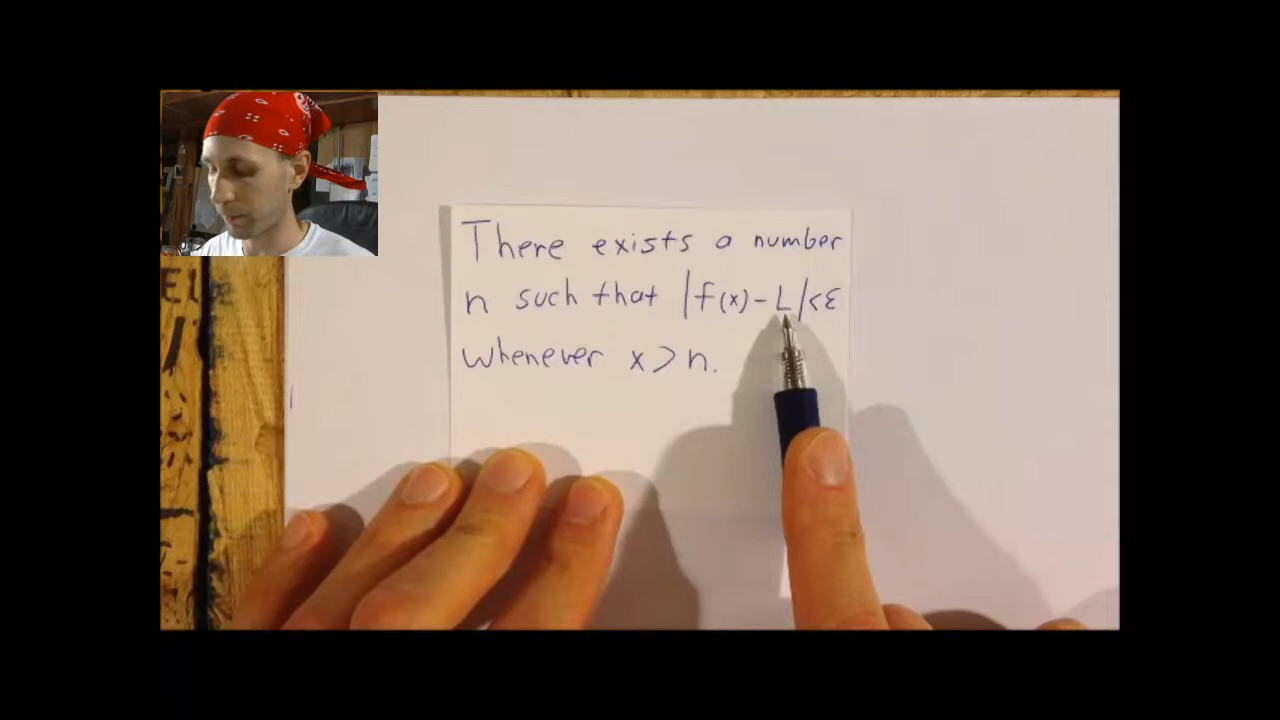 There exists a number
n such that |f(x)-L|<ε
whenever x>n.